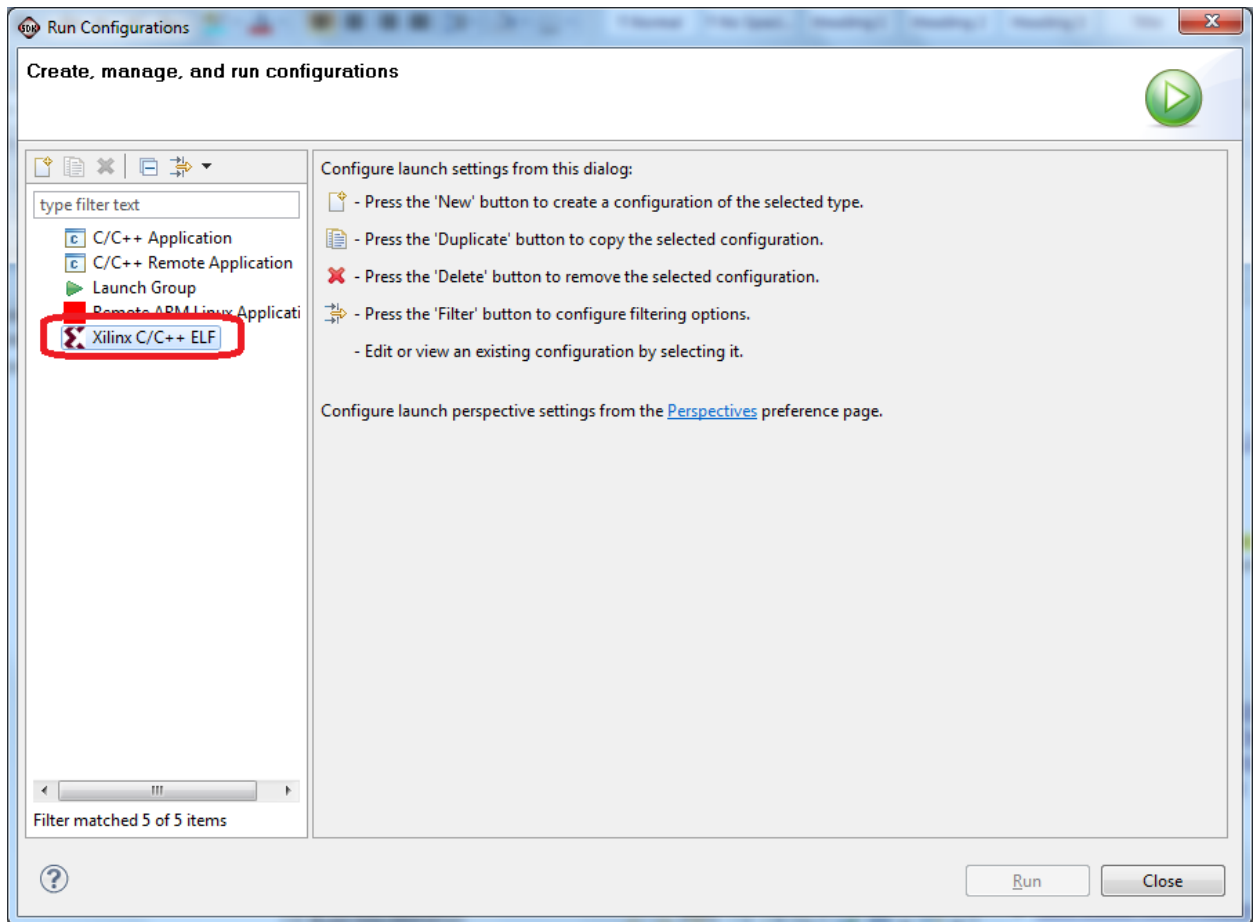 SDK Run Configurations
Create, manage, and run configurations
type filter text
C/C++ Application
C/C++ Remote Application
Launch Group
Remote ARM Linux Applicati
Xilinx C/C++ ELF
Filter matched 5 of 5 items
Configure launch settings from this dialog:
- Press the 'New' button to create a configuration of the selected type.
- Press the 'Duplicate' button to copy the selected configuration.
- Press the 'Delete' button to remove the selected configuration.
- Press the 'Filter' button to configure filtering options.
- Edit or view an existing configuration by selecting it.
Configure launch perspective settings from the Perspectives preference page.
Run
Close